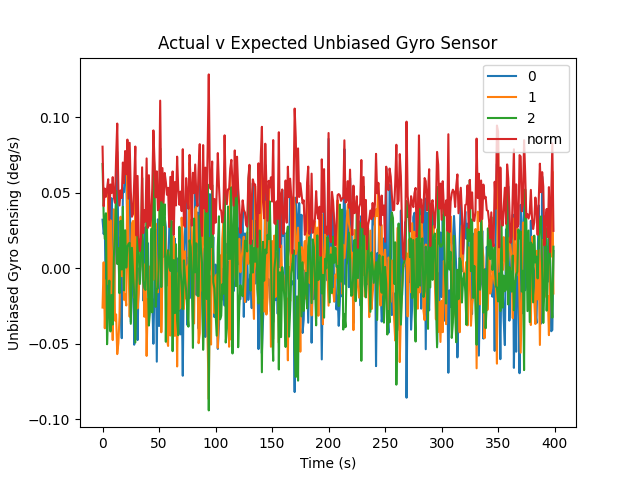 Actual v Expected Unbiased Gyro Sensor
Unbiased Gyro Sensing (deg/s)
0.10
0.05
0.00
−0.05
−0.10
0
1
2
norm
0 50 100 150 200 250 300 350 400
Time (s)